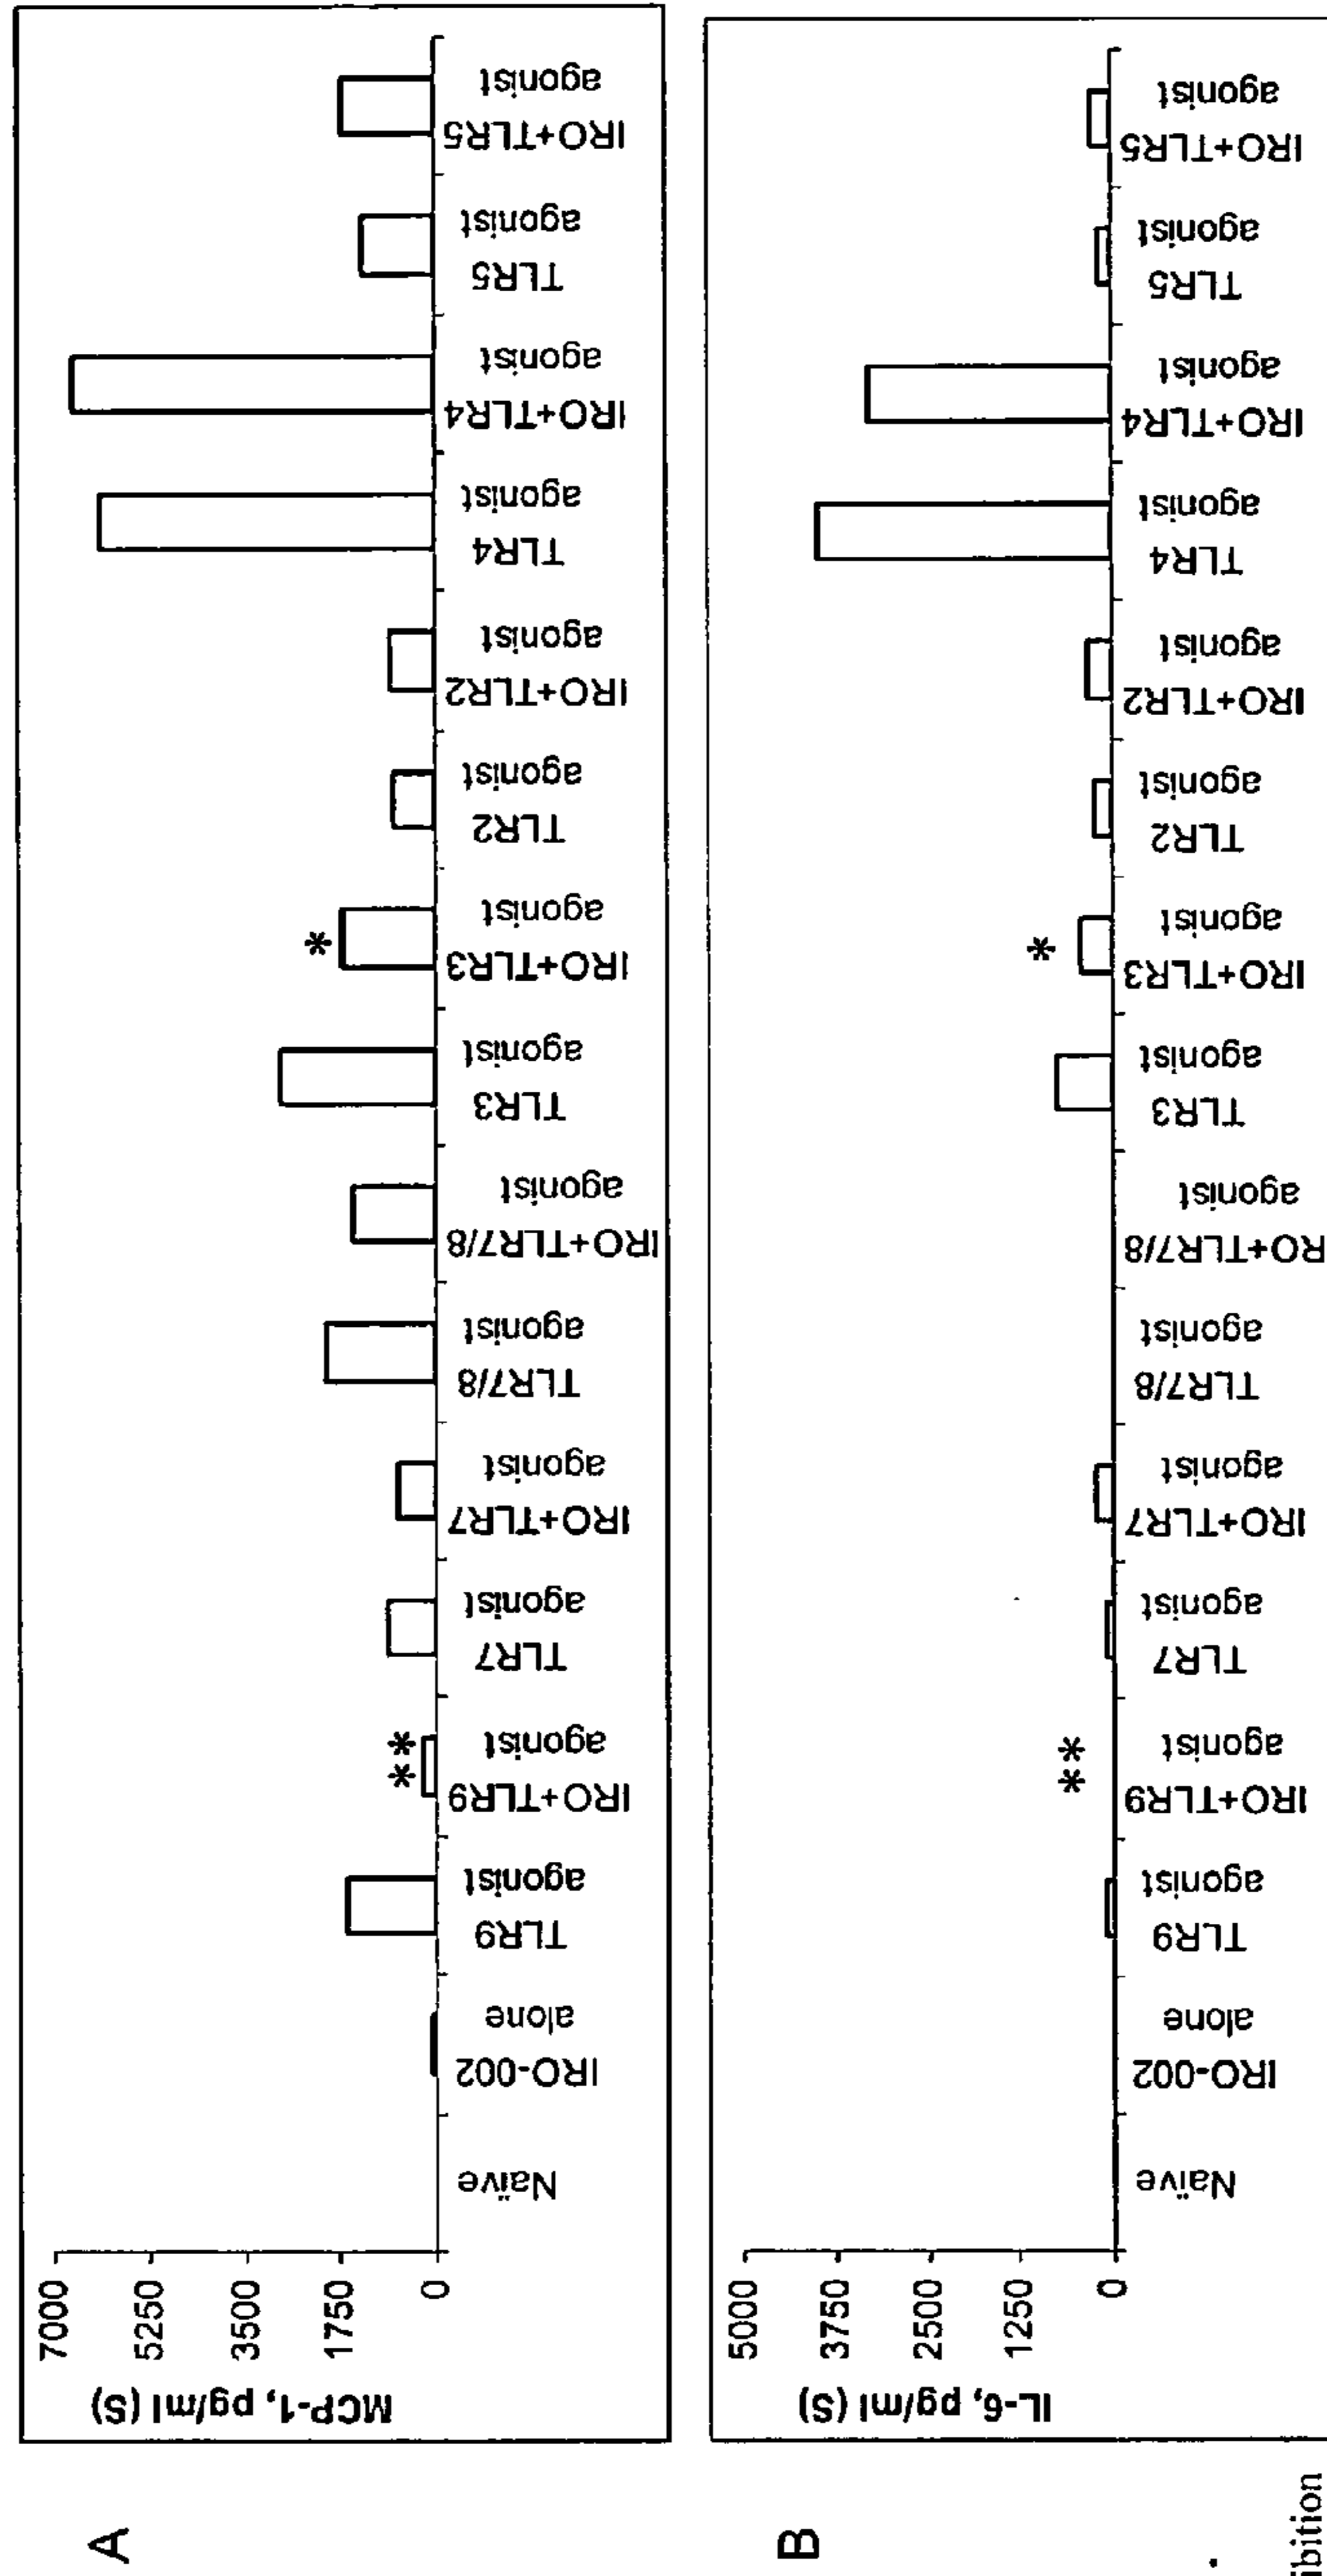 A
MCP-1, pg/ml (S)
7000
5250
3500
1750
0
Naïve
IRO-002
alone
TLR9
agonist
**
IRO+TLR9
agonist
TLR7
agonist
IRO+TLR7
agonist
TLR7/8
agonist
IRO+TLR7/8
agonist
TLR3
agonist
*
IRO+TLR3
agonist
TLR2
agonist
IRO+TLR2
agonist
TLR4
agonist
IRO+TLR4
agonist
TLR5
agonist
IRO+TLR5
agonist
B
IL-6, pg/ml (S)
5000
3750
2500
1250
0
Naïve
IRO-002
alone
TLR9
agonist
**
IRO+TLR9
agonist
TLR7
agonist
IRO+TLR7
agonist
TLR7/8
agonist
RO+TLR7/8
agonist
TLR3
agonist
*
IRO+TLR3
agonist
TLR2
agonist
IRO+TLR2
agonist
TLR4
agonist
IRO+TLR4
agonist
TLR5
agonist
IRO+TLR5
agonist
ibition